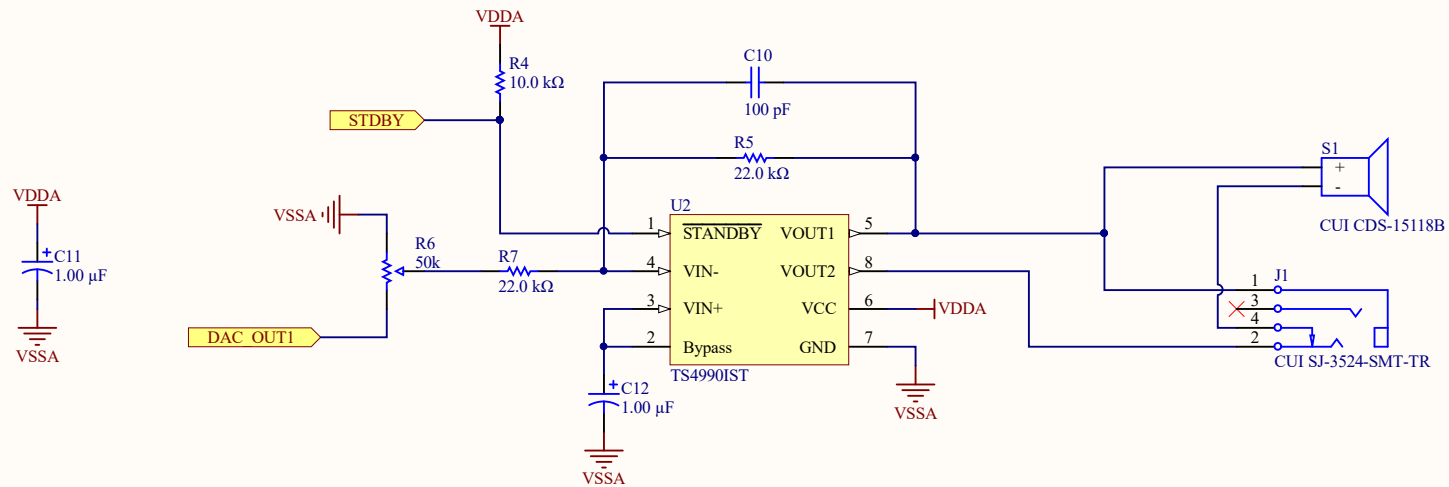 VDDA
R4
10.0 kΩ
STDBY
C10
100 pF
R5
22.0 kΩ
VDDA
C11
1.00 µF
VSSA
VSSA
R6
50k
DAC_OUT1
R7
22.0 kΩ
U2
1 STANDBY VOUT1 5
4 VIN- VOUT2 8
3 VIN+ VCC 6
2 Bypass GND 7
TS4990IST
VDDA
VSSA
C12
1.00 µF
VSSA
S1
+
-
CUI CDS-15118B
J1
1
3
4
2
CUI SJ-3524-SMT-TR